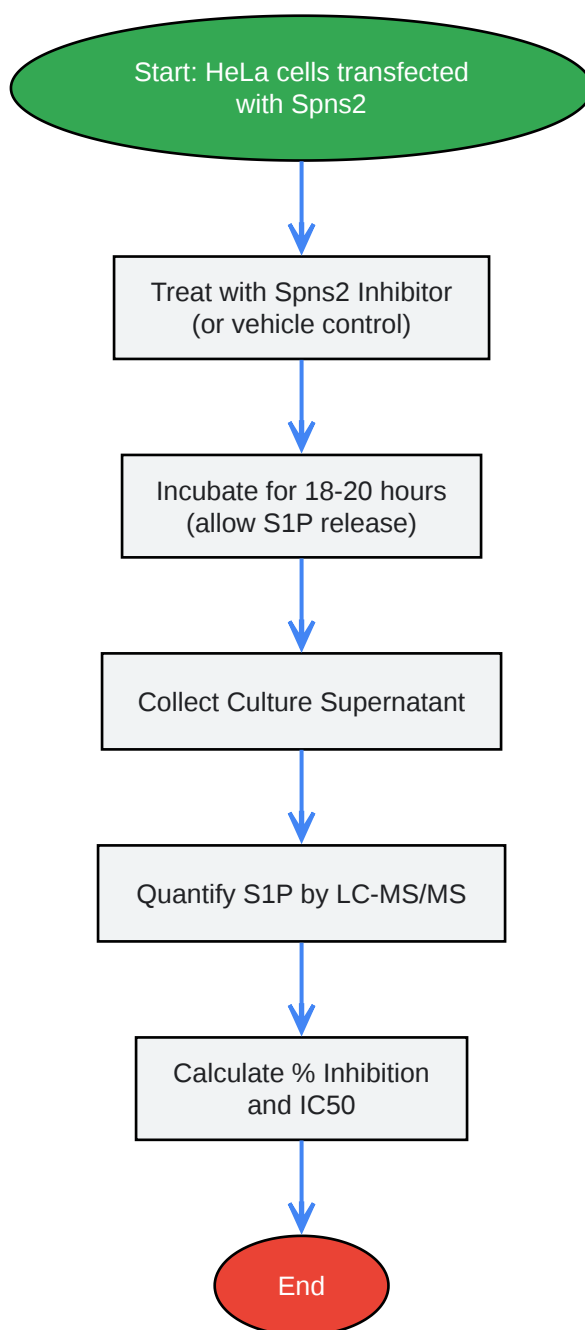 Start: HeLa cells transfected
with Spns2
Treat with Spns2 Inhibitor
(or vehicle control)
Incubate for 18-20 hours
(allow S1P release)
Collect Culture Supernatant
Quantify S1P by LC-MS/MS
Calculate % Inhibition
and IC50
End